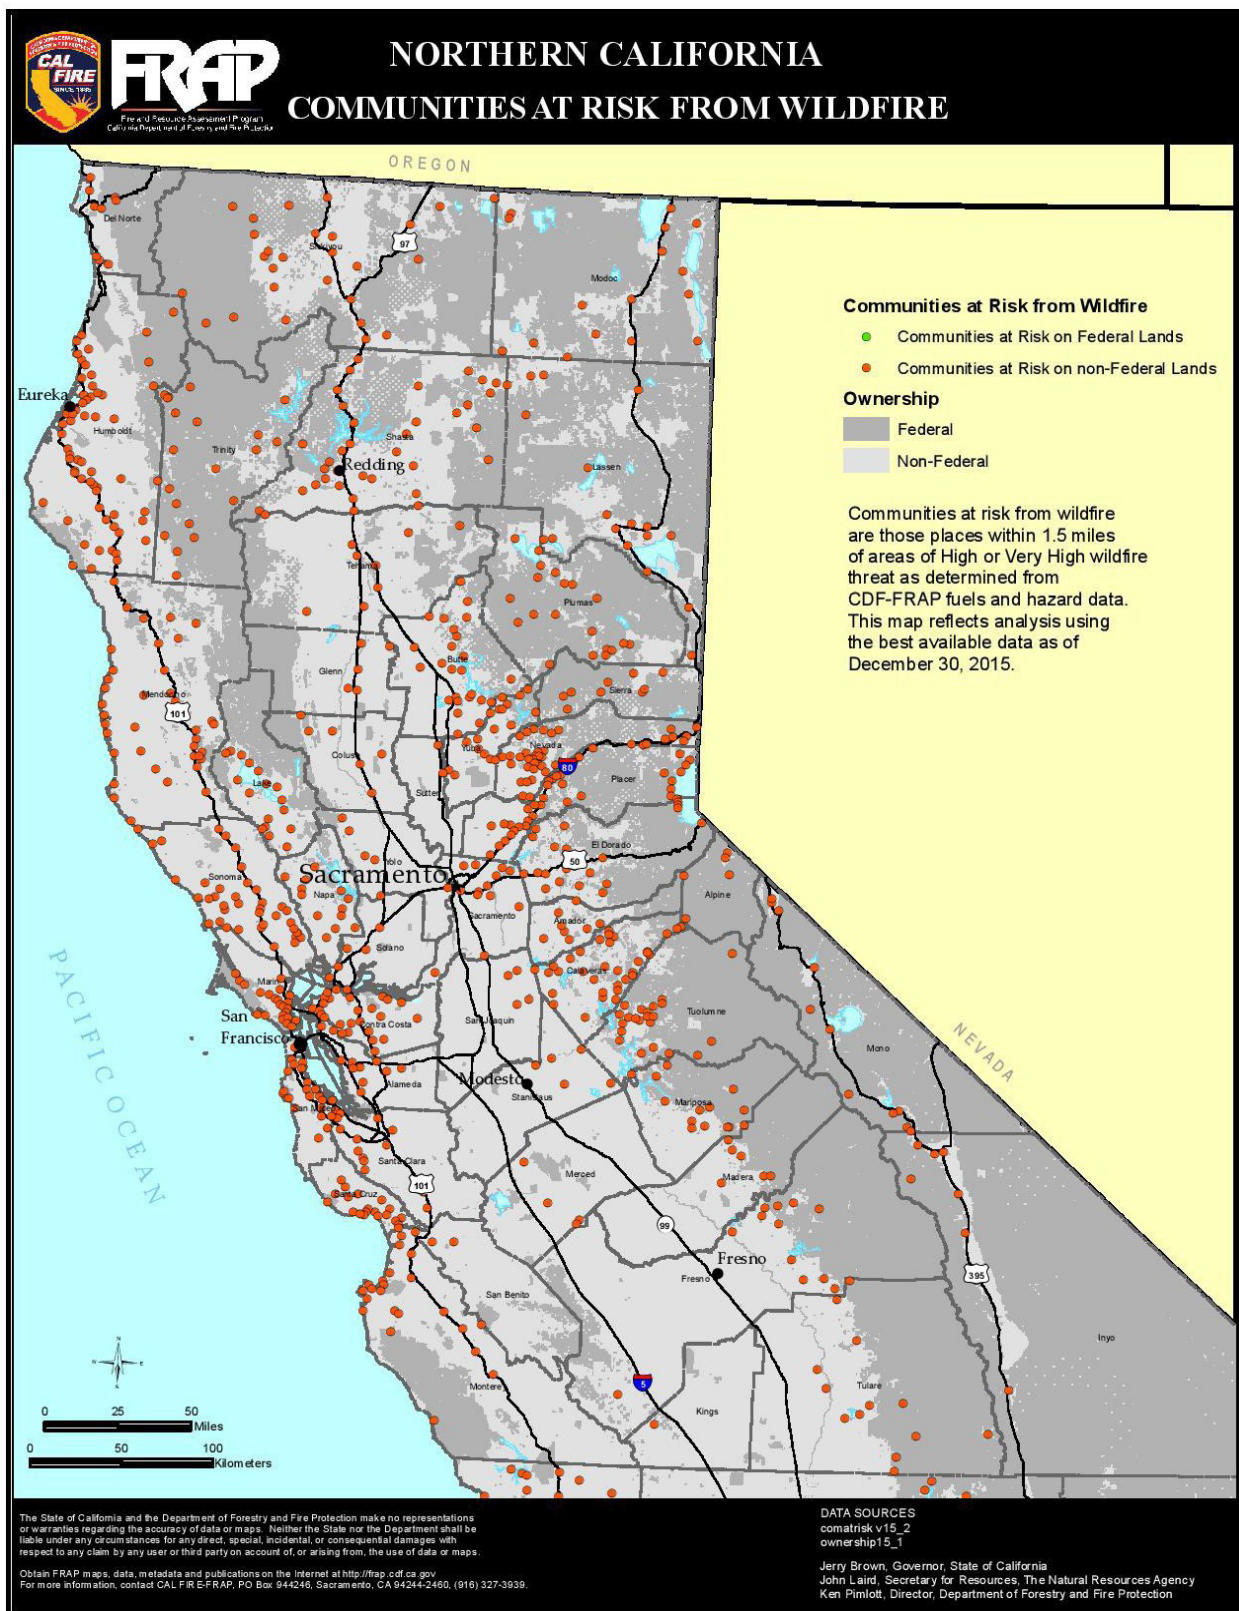 CAL
FIRE
SINCE 1885
FRAP
Fire and Resource Assessment Program
California Department of Forestry and Fire Protection
NORTHERN CALIFORNIA
COMMUNITIES AT RISK FROM WILDFIRE
OREGON
Del Norte
Siskiyou
97
Modoc
Communities at Risk from Wildfire
Communities at Risk on Federal Lands
Communities at Risk on non-Federal Lands
Ownership
Federal
Non-Federal
Eureka
Humboldt
Trinity
Shasta
Redding
Lassen
Communities at risk from wildfire
are those places within 1.5 miles
of areas of High or Very High wildfire
threat as determined from
CDF-FRAP fuels and hazard data.
This map reflects analysis using
the best available data as of
December 30, 2015.
Tehama
Plumas
Butte
Glenn
Sierra
Mendocino
101
Yuba
Nevada
Colusa
80
Lake
Placer
Sutter
El Dorado
50
Yolo
Sacramento
Sonoma
Napa
Alpine
Sacramento
Amador
Solano
Calaveras
Marin
San
Francisco
Contra Costa
San Joaquin
Tuolumne
Mono
NEVADA
PACIFIC OCEAN
Alameda
Modesto
Stanislaus
San Mateo
Mariposa
Santa Clara
Merced
Madera
101
Santa Cruz
99
Fresno
Fresno
395
San Benito
Inyo
Montere
5
Tulare
Kings
N
W
E
S
0 25 50
Miles
0 50 100
Kilometers
The State of California and the Department of Forestry and Fire Protection make no representations
or warranties regarding the accuracy of data or maps. Neither the State nor the Department shall be
liable under any circumstances for any direct, special, incidental, or consequential damages with
respect to any claim by any user or third party on account of, or arising from, the use of data or maps.
Obtain FRAP maps, data, metadata and publications on the Internet at http://frap.cdf.ca.gov
For more information, contact CAL FIRE-FRAP, PO Box 944246, Sacramento, CA 94244-2460, (916) 327-3939.
DATA SOURCES
comatrisk v15_2
ownership15_1
Jerry Brown, Governor, State of California
John Laird, Secretary for Resources, The Natural Resources Agency
Ken Pimlott, Director, Department of Forestry and Fire Protection